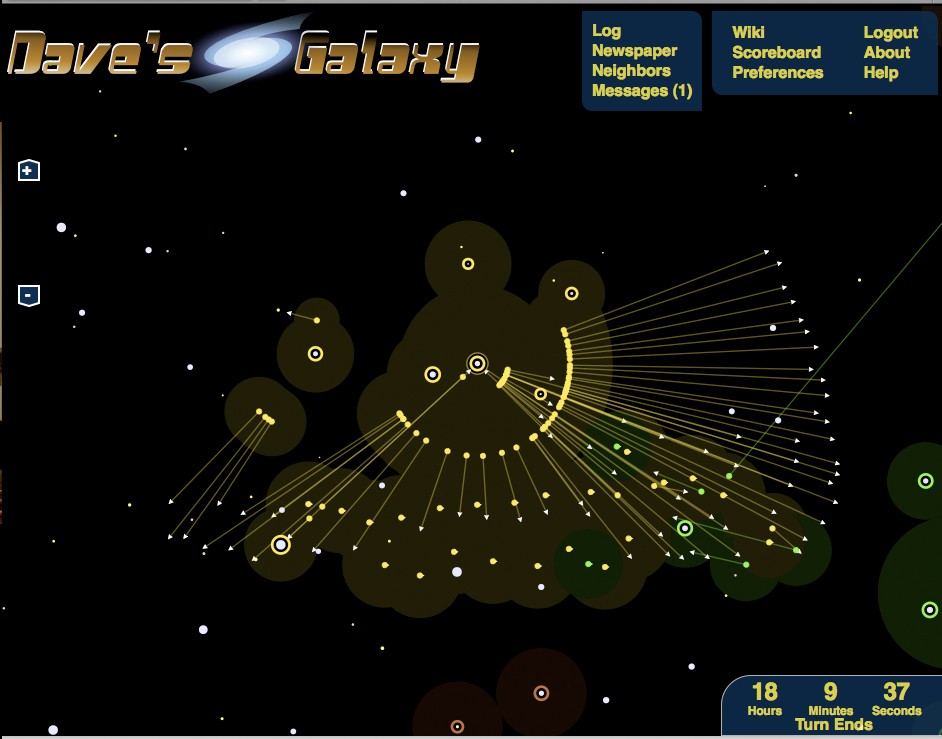 Dave's Galaxy
Log
Newspaper
Neighbors
Messages (1)
Wiki
Scoreboard
Preferences
Logout
About
Help
+
-
18 9 37
Hours Minutes Seconds
Turn Ends